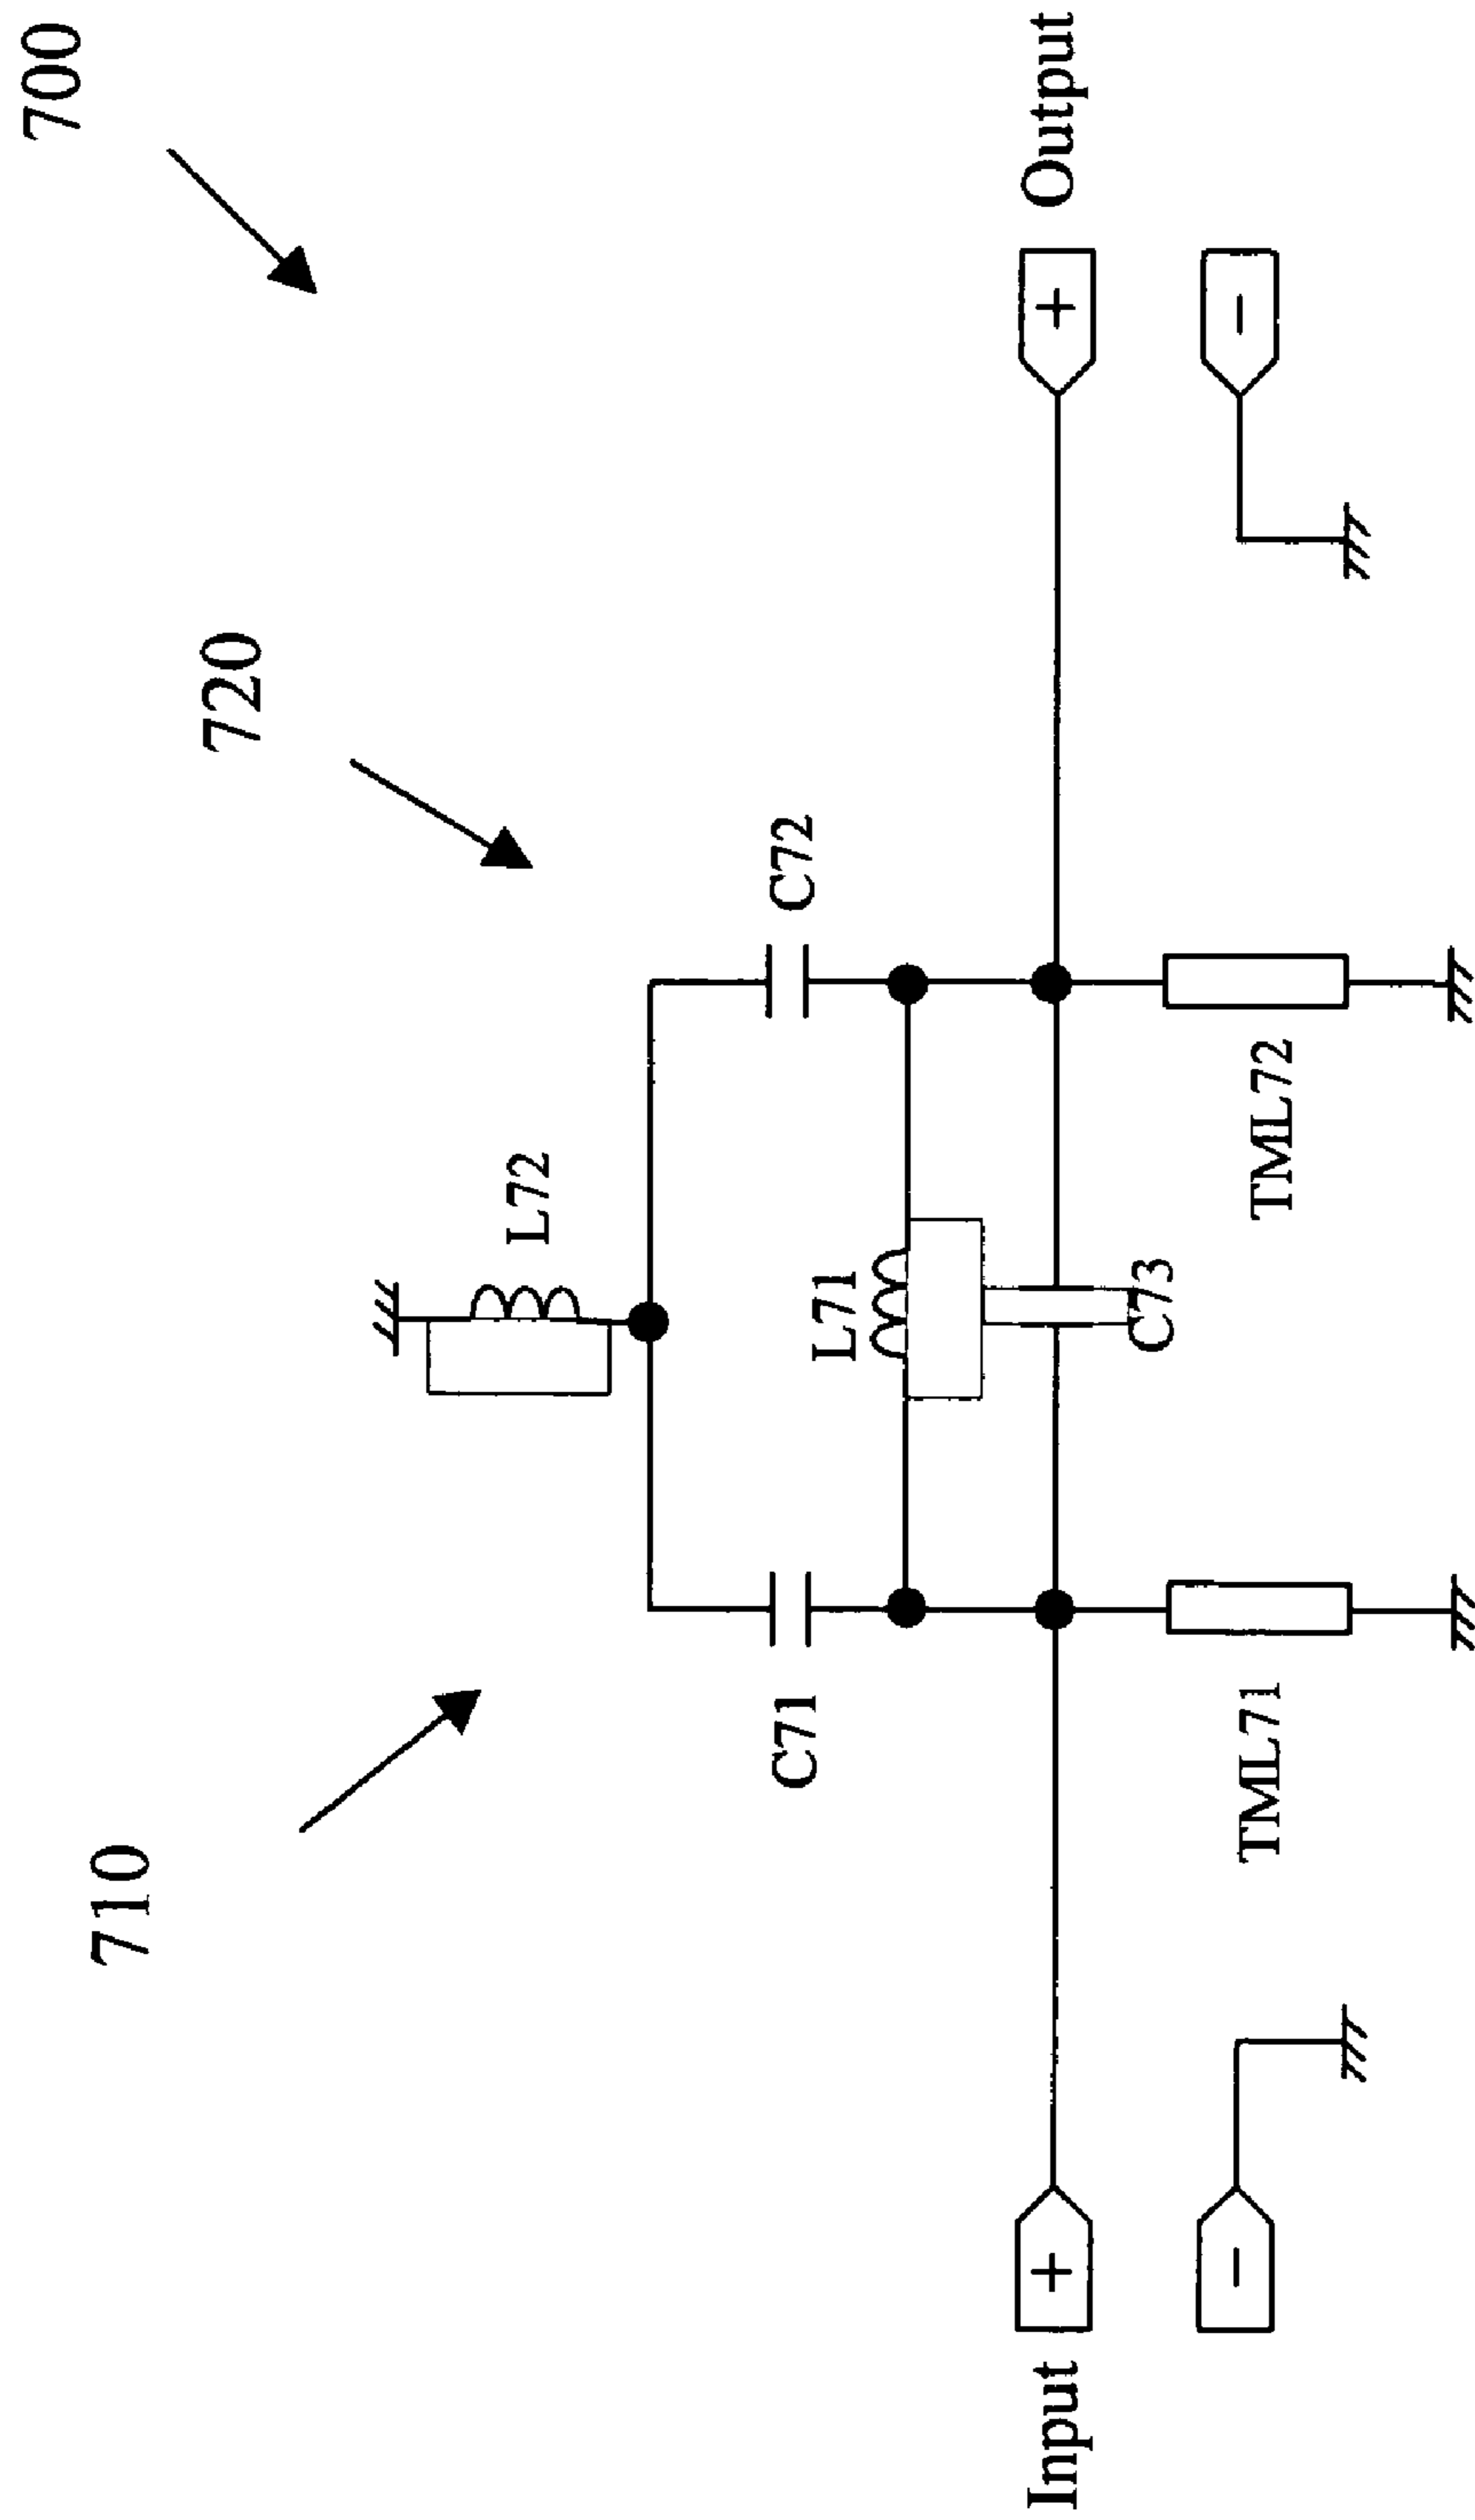 700
720
710
L72
C71
C72
L71
C73
Input
+
+
Output
-
-
TML71
TML72